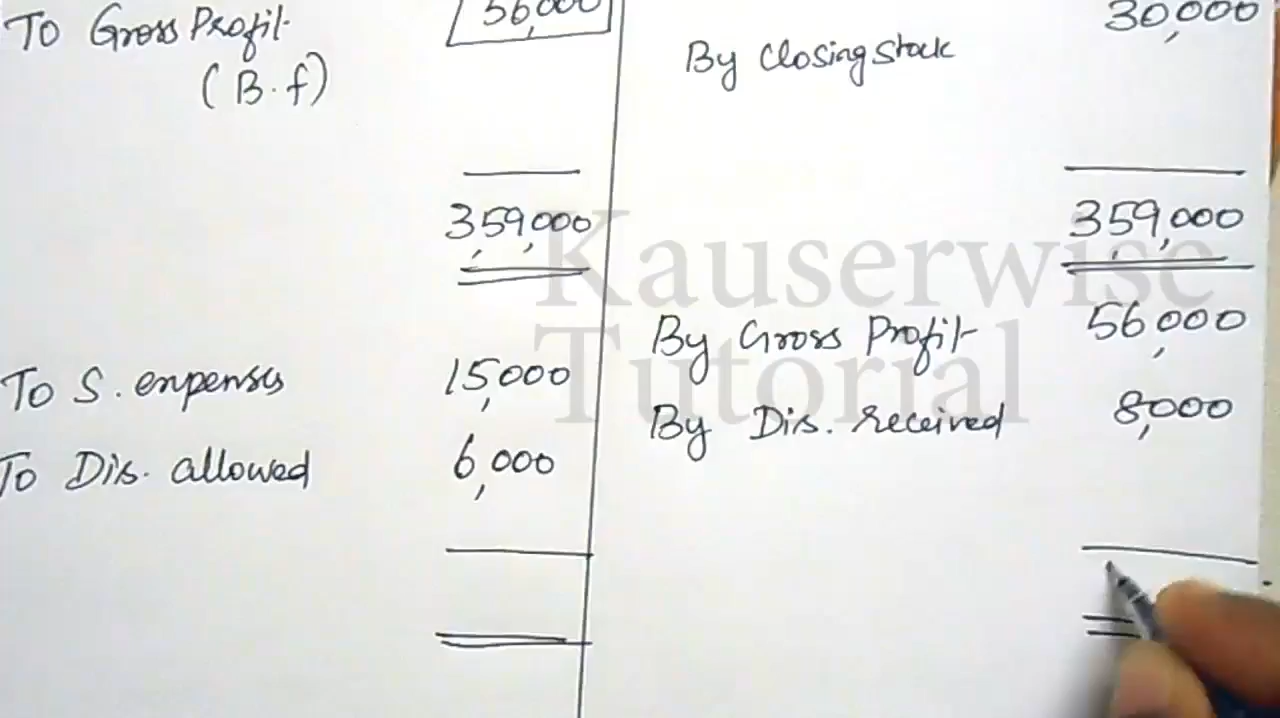 To Gross Profit 56,000
(B.f)
30,000
By Closing stock
359,000 359,000
By Gross Profit 56,000
To S. expenses 15,000
By Dis. received 8,000
To Dis. allowed 6,000
Kauserwise
Tutorial